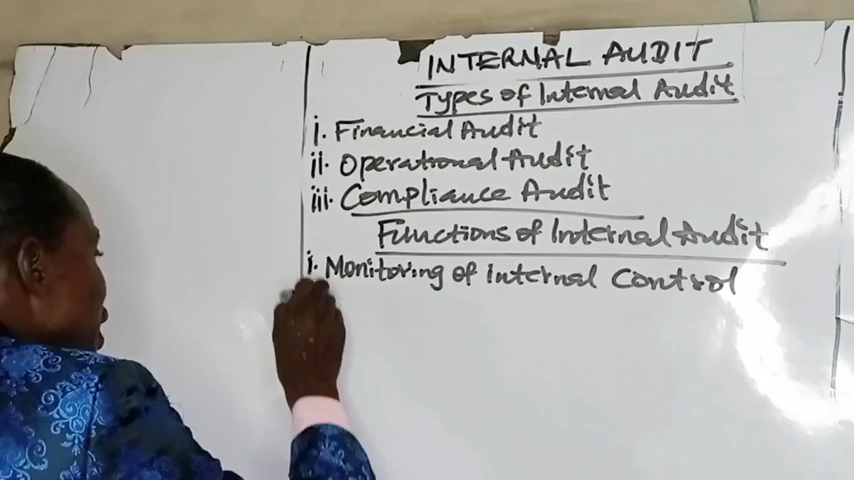 INTERNAL AUDIT
Types of Internal Audit
i. Financial Audit
ii. Operational Audit
iii. Compliance Audit
Functions of Internal Audit
i. Monitoring of internal Control